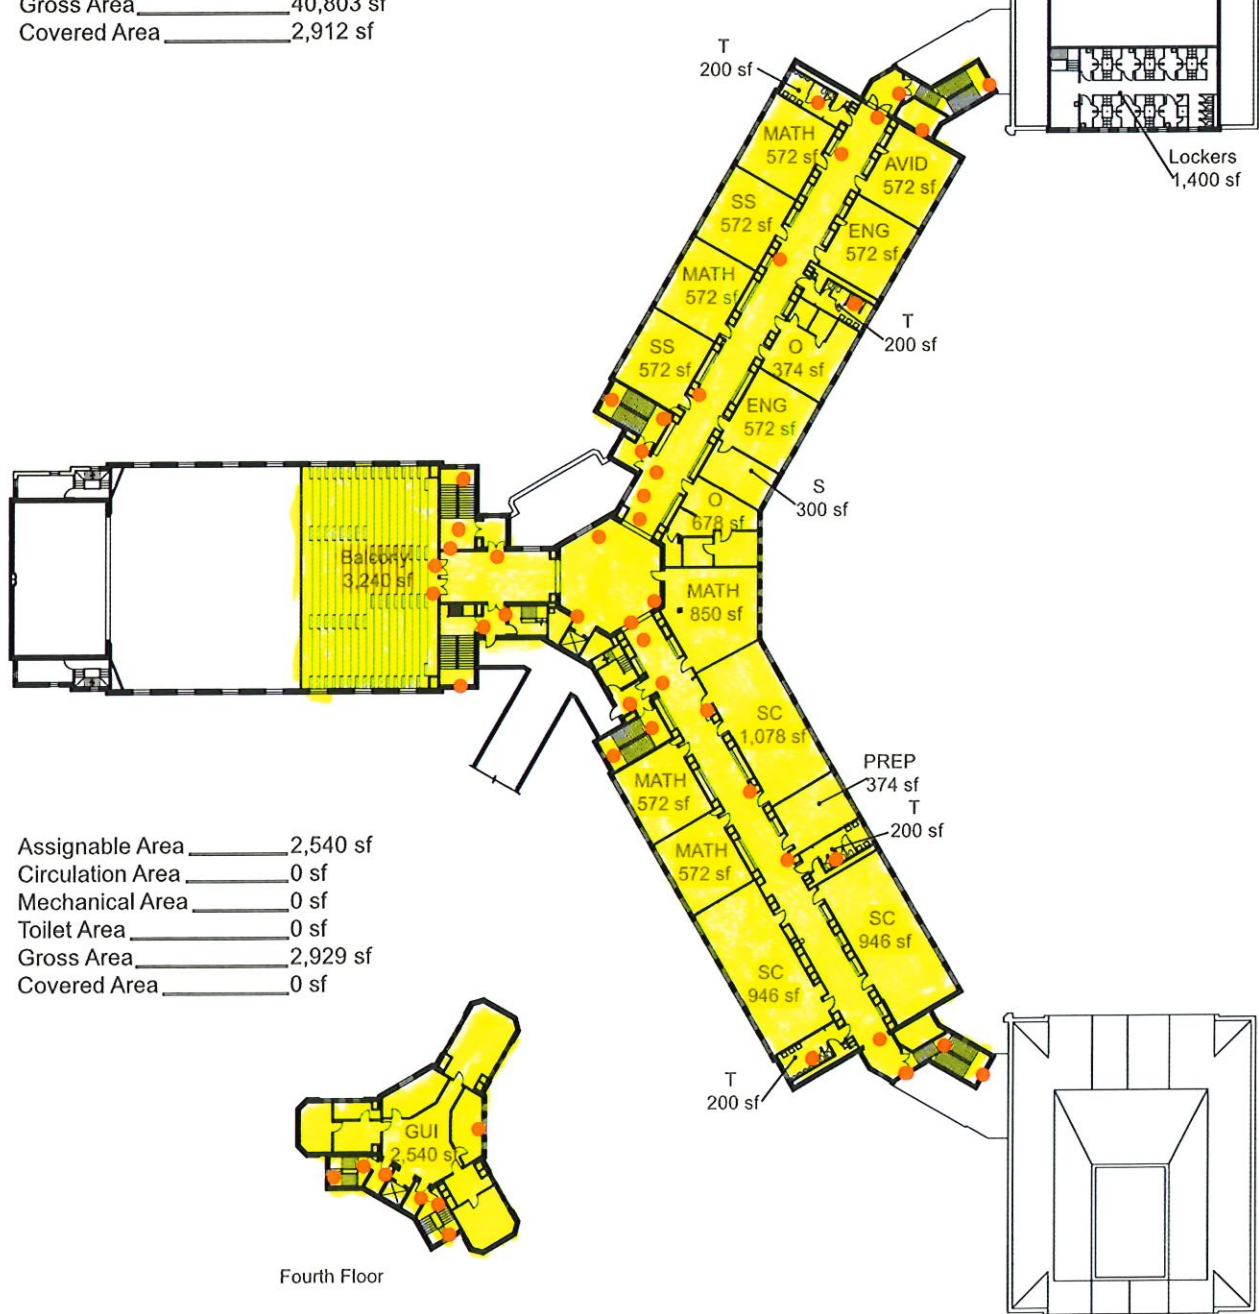 Gross Area 40,803 sf
Covered Area 2,912 sf
T
200 sf
Lockers
1,400 sf
MATH
572 sf
AVID
572 sf
SS
572 sf
ENG
572 sf
MATH
572 sf
T
200 sf
SS
572 sf
O
374 sf
ENG
572 sf
S
300 sf
O
678 sf
Balcony
3,240 sf
MATH
850 sf
SC
1,078 sf
PREP
374 sf
T
200 sf
MATH
572 sf
MATH
572 sf
SC
946 sf
SC
946 sf
T
200 sf
Assignable Area 2,540 sf
Circulation Area 0 sf
Mechanical Area 0 sf
Toilet Area 0 sf
Gross Area 2,929 sf
Covered Area 0 sf
GUI
2,540 sf
Fourth Floor